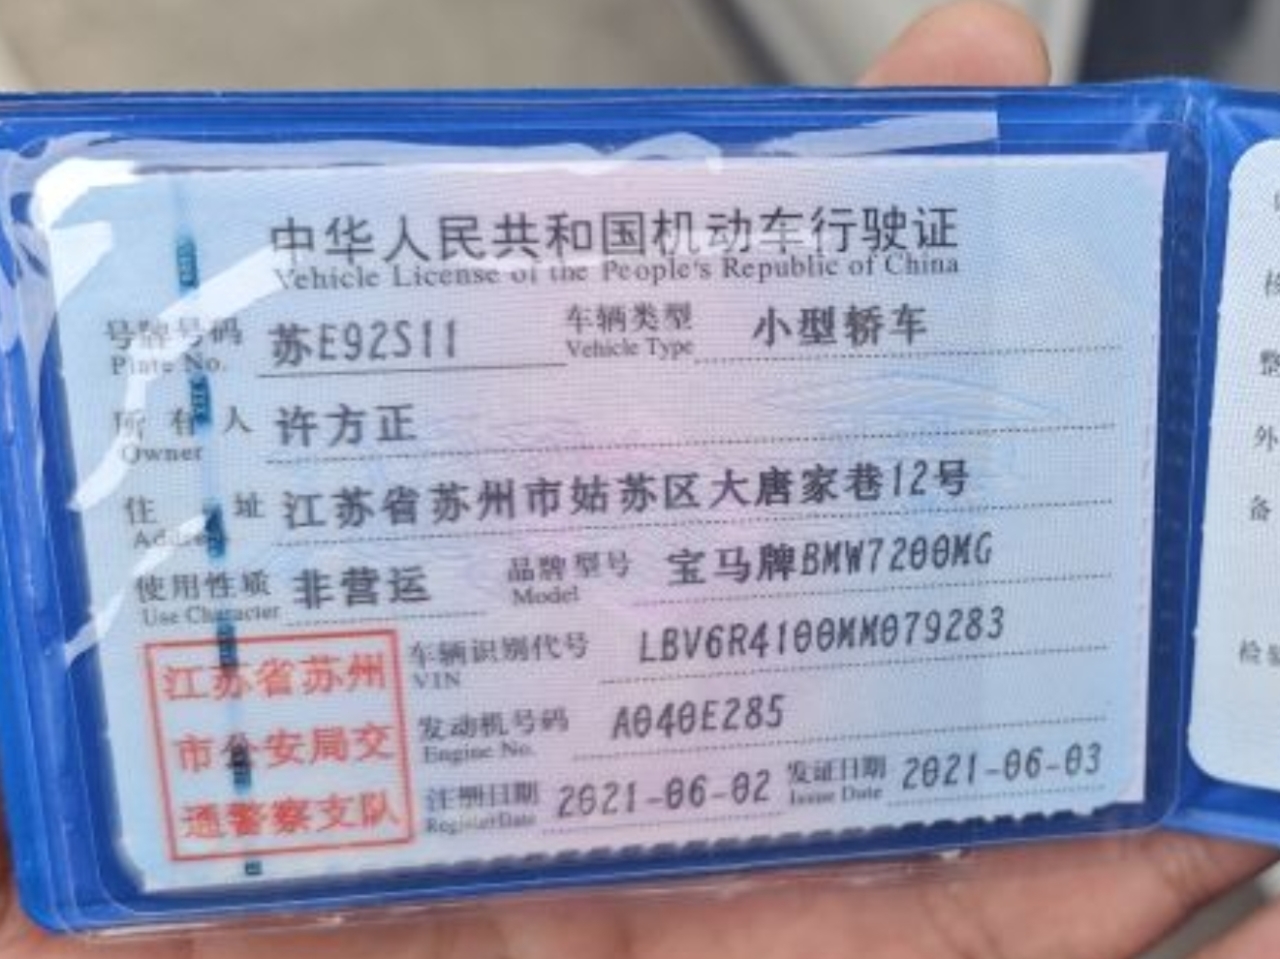 中华人民共和国机动车行驶证
Vehicle License of the People's Republic of China
号牌号码 苏E92S11 车辆类型 小型轿车
Plate No. Vehicle Type
所有人 许方正
Owner
住址 江苏省苏州市姑苏区大唐家巷12号
Address
使用性质 非营运 品牌型号 宝马牌BMW7200MG
Use Character Model
车辆识别代号 LBV6R4100MM079283
VIN
发动机号码 A040E285
Engine No.
注册日期 2021-06-02 发证日期 2021-06-03
Register Date Issue Date
江苏省苏州
市公安局交
通警察支队
整
外
备